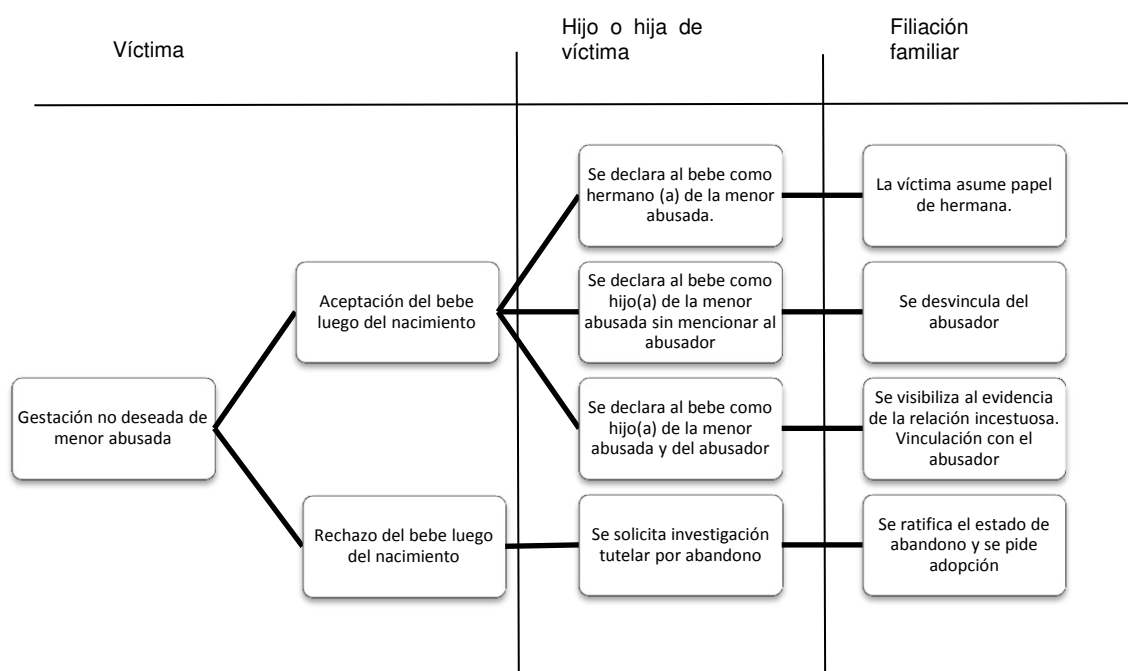 Víctima
Hijo o hija de
víctima
Filiación
familiar
Se declara al bebe como
hermano (a) de la menor
abusada.
La víctima asume papel
de hermana.
Aceptación del bebe
luego del nacimiento
Se declara al bebe como
hijo(a) de la menor
abusada sin mencionar al
abusador
Se desvincula del
abusador
Gestación no deseada de
menor abusada
Se declara al bebe como
hijo(a) de la menor
abusada y del abusador
Se visibiliza al evidencia
de la relación incestuosa.
Vinculación con el
abusador
Rechazo del bebe luego
del nacimiento
Se solicita investigación
tutelar por abandono
Se ratifica el estado de
abandono y se pide
adopción